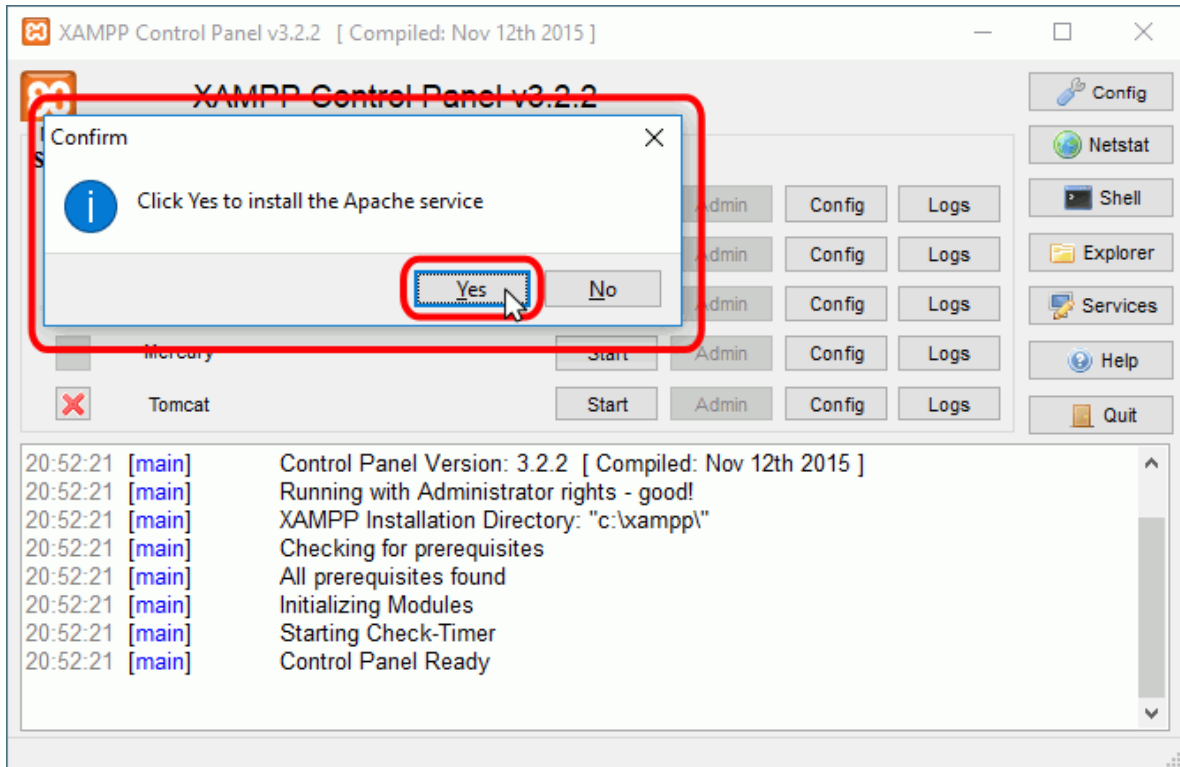 XAMPP Control Panel v3.2.2 [ Compiled: Nov 12th 2015 ]
XAMPP Control Panel v3.2.2
Config
Netstat
Shell
Explorer
Services
Help
Quit
Confirm
Click Yes to install the Apache service
Yes No
Admin Config Logs
Admin Config Logs
Admin Config Logs
Mercury Start Admin Config Logs
Tomcat Start Admin Config Logs
20:52:21 [main] Control Panel Version: 3.2.2 [ Compiled: Nov 12th 2015 ]
20:52:21 [main] Running with Administrator rights - good!
20:52:21 [main] XAMPP Installation Directory: "c:\xampp\"
20:52:21 [main] Checking for prerequisites
20:52:21 [main] All prerequisites found
20:52:21 [main] Initializing Modules
20:52:21 [main] Starting Check-Timer
20:52:21 [main] Control Panel Ready